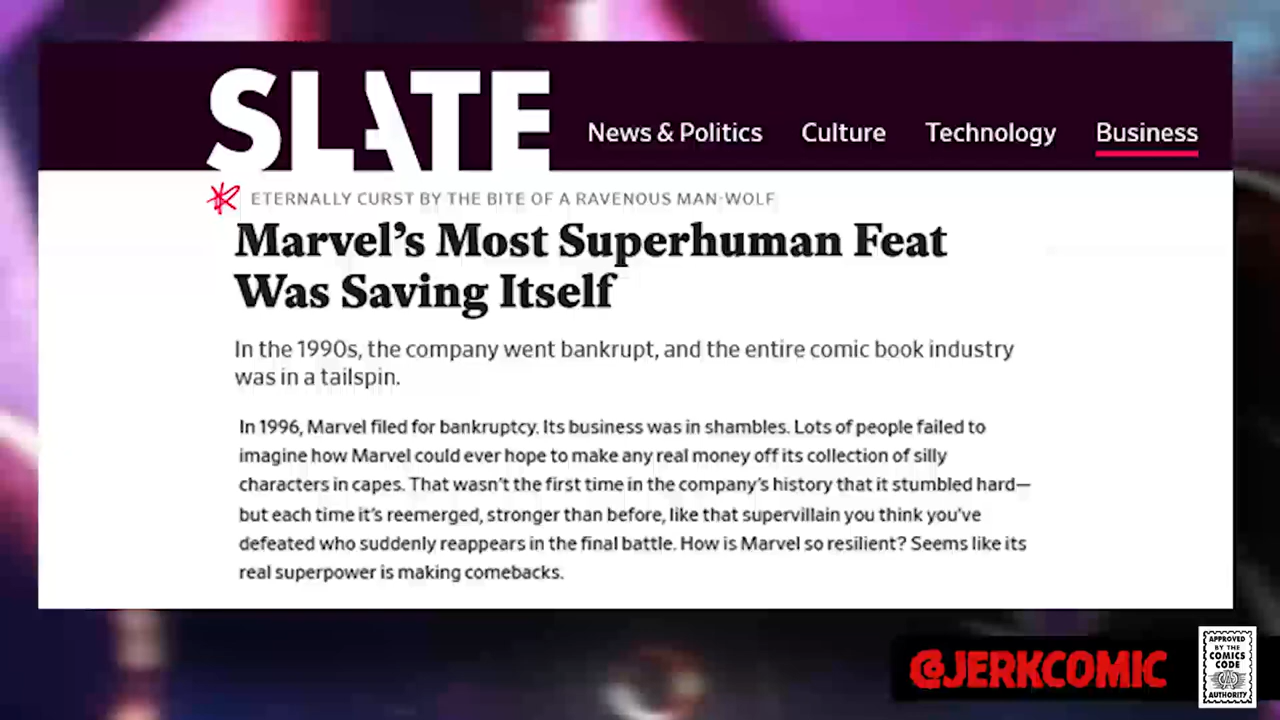 SLATE
News & Politics Culture Technology Business
ETERNALLY CURST BY THE BITE OF A RAVENOUS MAN-WOLF
Marvel's Most Superhuman Feat
Was Saving Itself
In the 1990s, the company went bankrupt, and the entire comic book industry
was in a tailspin.
In 1996, Marvel filed for bankruptcy. Its business was in shambles. Lots of people failed to
imagine how Marvel could ever hope to make any real money off its collection of silly
characters in capes. That wasn't the first time in the company's history that it stumbled hard—
but each time it's reemerged, stronger than before, like that supervillain you think you've
defeated who suddenly reappears in the final battle. How is Marvel so resilient? Seems like its
real superpower is making comebacks.
@JERKCOMIC
APPROVED
BY THE
COMICS
CODE
AUTHORITY